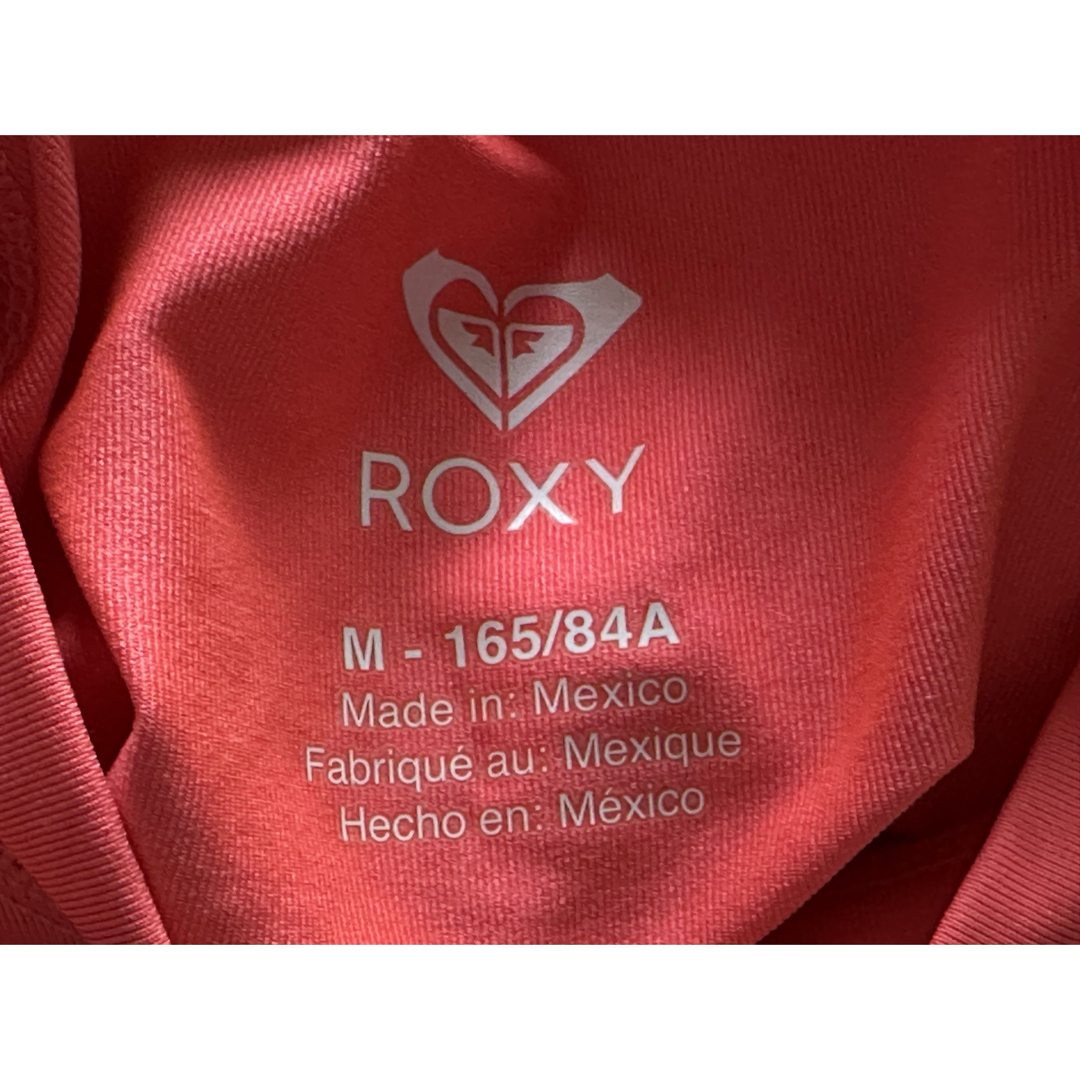 ROXY
M - 165/84A
Made in: Mexico
Fabriqué au: Mexique
Hecho en: México